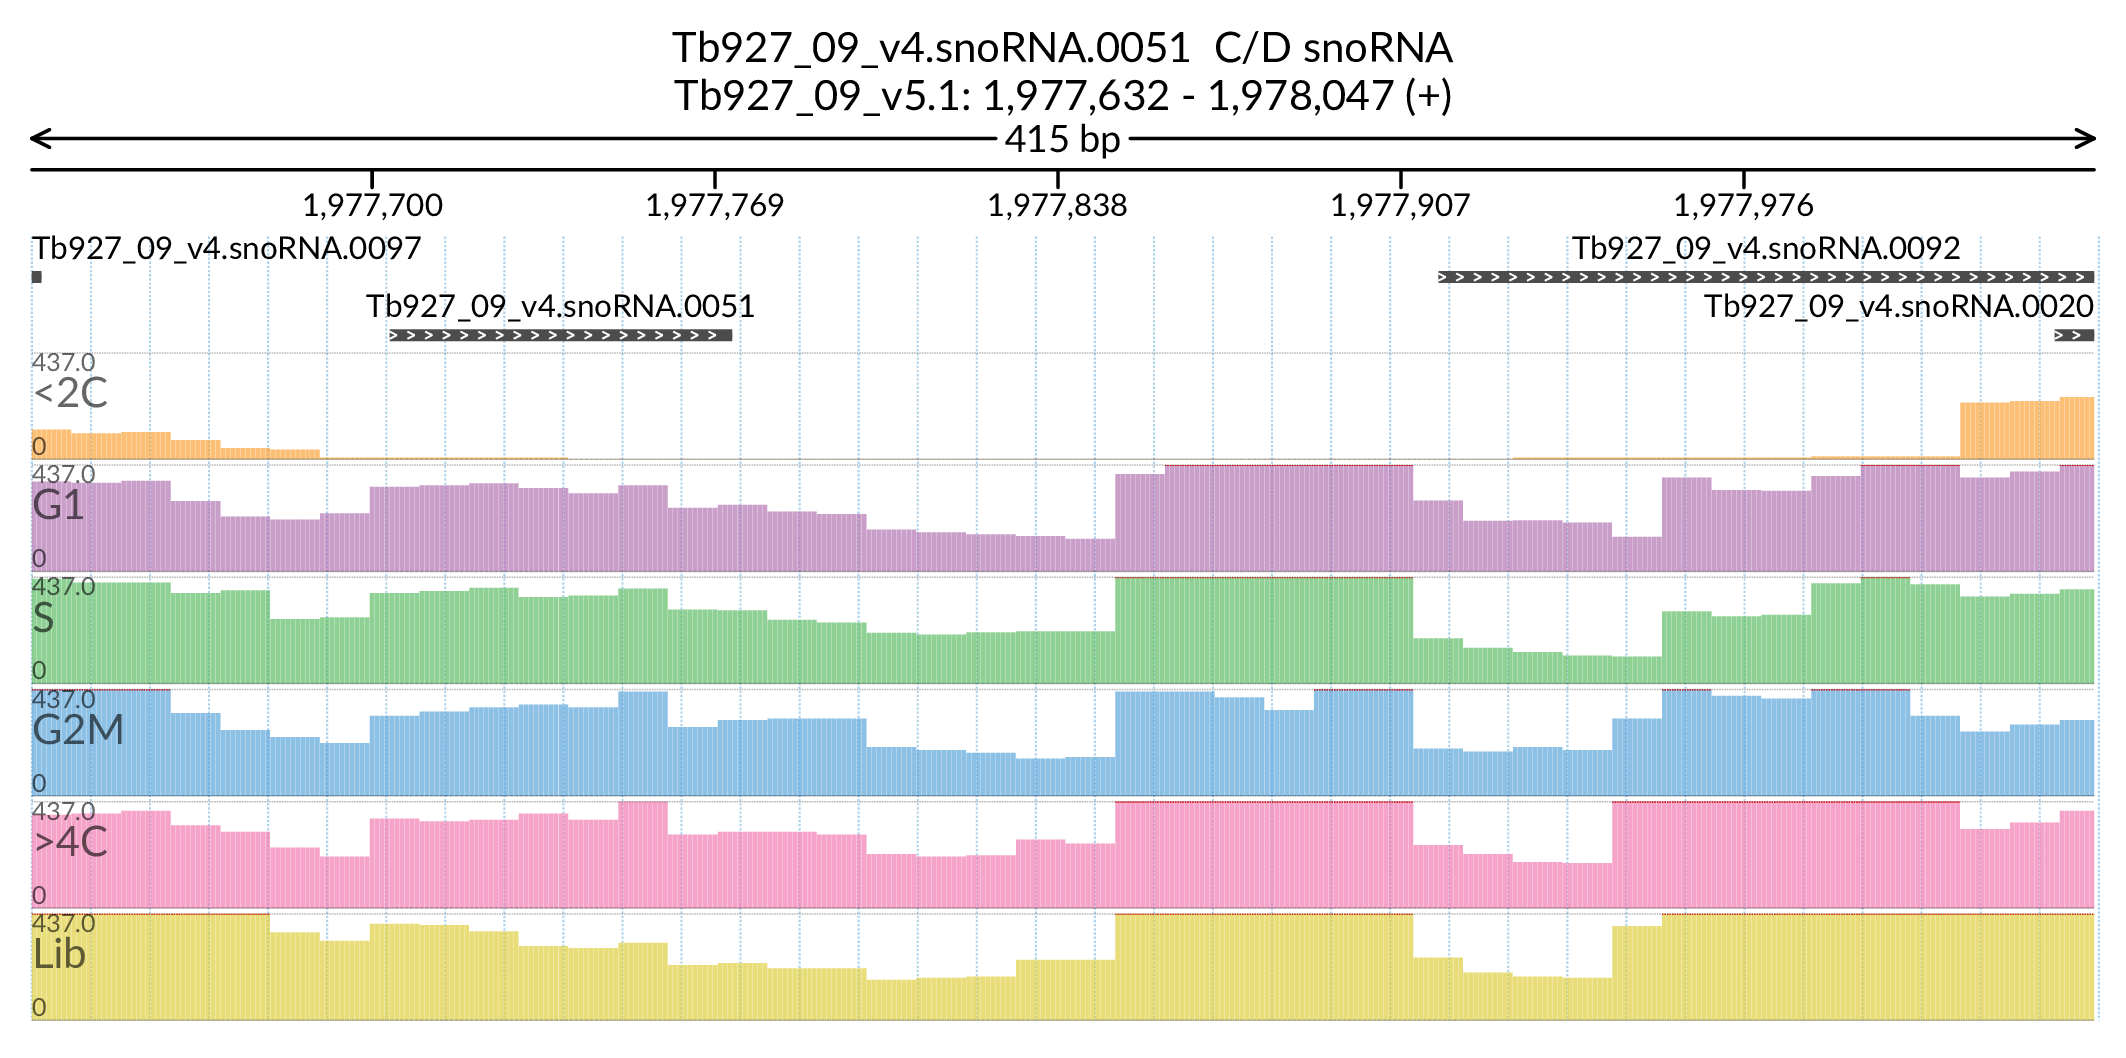 Tb927_09_v4.snoRNA.0051  C/D snoRNA
Tb927_09_v5.1: 1,977,632 - 1,978,047 (+)
415 bp
1,977,700 1,977,769 1,977,838 1,977,907 1,977,976
Tb927_09_v4.snoRNA.0097 Tb927_09_v4.snoRNA.0092
Tb927_09_v4.snoRNA.0051 Tb927_09_v4.snoRNA.0020
437.0
<2C
0
437.0
G1
0
437.0
S
0
437.0
G2M
0
437.0
>4C
0
437.0
Lib
0